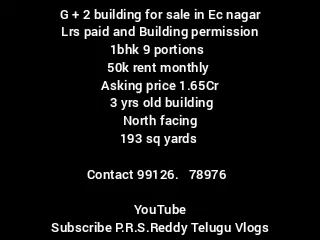 G + 2 building for sale in Ec nagar
Lrs paid and Building permission
1bhk 9 portions
50k rent monthly
Asking price 1.65Cr
3 yrs old building
North facing
193 sq yards
Contact 99126. 78976
YouTube
Subscribe P.R.S.Reddy Telugu Vlogs